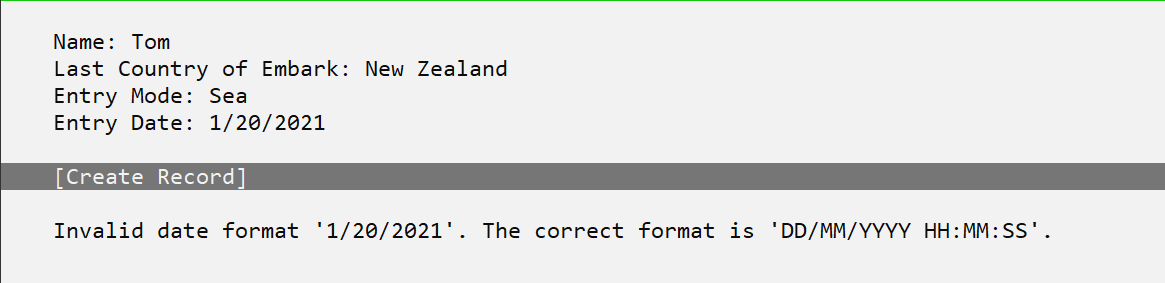 Name: Tom
Last Country of Embark: New Zealand
Entry Mode: Sea
Entry Date: 1/20/2021
[Create Record]
Invalid date format '1/20/2021'. The correct format is 'DD/MM/YYYY HH:MM:SS'.